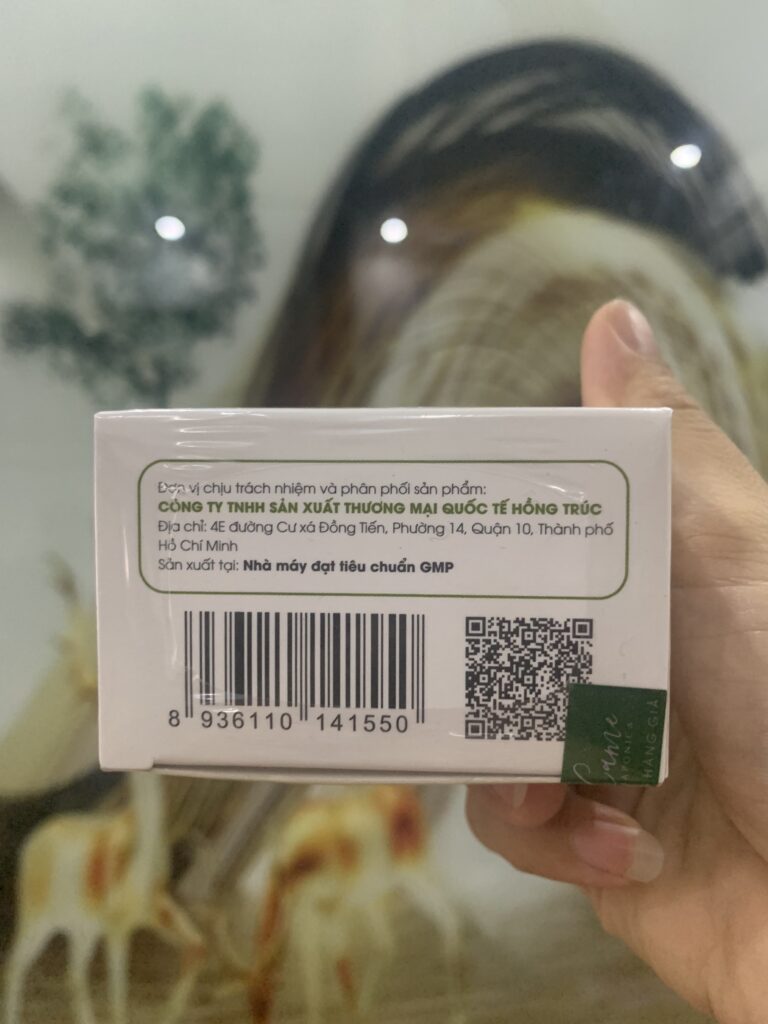 Đơn vị chịu trách nhiệm và phân phối sản phẩm:
CÔNG TY TNHH SẢN XUẤT THƯƠNG MẠI QUỐC TẾ HỒNG TRÚC
Địa chỉ: 4E đường Cư xá Đồng Tiến, Phường 14, Quận 10, Thành phố
Hồ Chí Minh
Sản xuất tại: Nhà máy đạt tiêu chuẩn GMP
8 936110 141550
HÀNG GIẢ